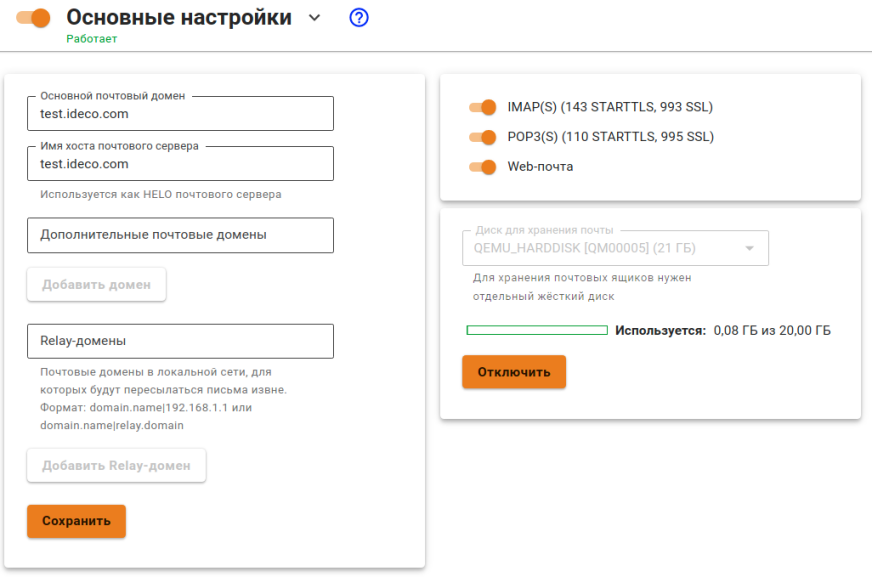 Основные настройки
Работает
Основной почтовый домен
test.ideco.com
Имя хоста почтового сервера
test.ideco.com
Используется как HELO почтового сервера
Дополнительные почтовые домены
Добавить домен
Relay-домены
Почтовые домены в локальной сети, для
которых будут пересылаться письма извне.
Формат: domain.name|192.168.1.1 или
domain.name|relay.domain
Добавить Relay-домен
Сохранить
IMAP(S) (143 STARTTLS, 993 SSL)
POP3(S) (110 STARTTLS, 995 SSL)
Web-почта
Диск для хранения почты
QEMU_HARDDISK [QM00005] (21 ГБ)
Для хранения почтовых ящиков нужен
отдельный жёсткий диск
Используется: 0,08 ГБ из 20,00 ГБ
Отключить